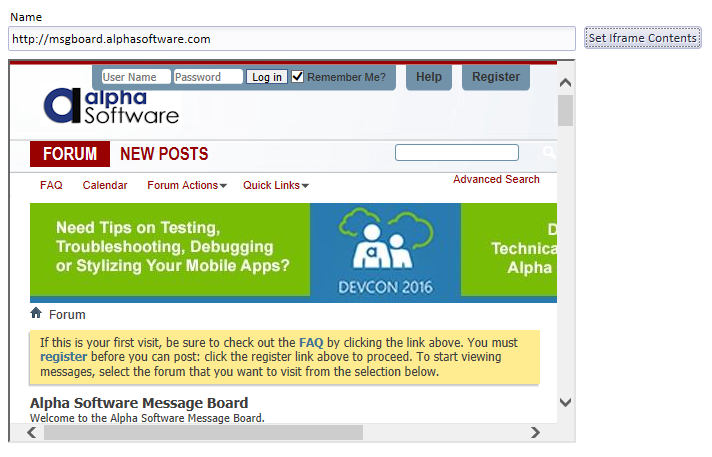 Name
http://msgboard.alphasoftware.com Set Iframe Contents
User Name Password Log in Remember Me? Help Register
alpha
Software
FORUM NEW POSTS
FAQ Calendar Forum Actions Quick Links Advanced Search
Need Tips on Testing,
Troubleshooting, Debugging
or Stylizing Your Mobile Apps?
a
DEVCON 2016
D
Technica
Alpha
Forum
If this is your first visit, be sure to check out the FAQ by clicking the link above. You must
register before you can post: click the register link above to proceed. To start viewing
messages, select the forum that you want to visit from the selection below.
Alpha Software Message Board
Welcome to the Alpha Software Message Board.